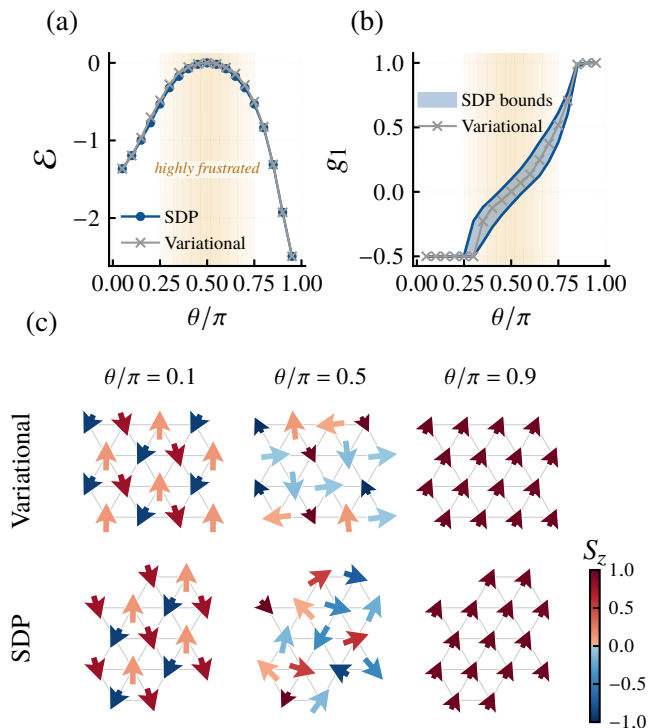 (a)
(b)
0
−1
−2
ℰ
highly frustrated
SDP
Variational
0.00 0.25 0.50 0.75 1.00
θ/π
1.0
0.5
0.0
−0.5
g1
SDP bounds
Variational
0.00 0.25 0.50 0.75 1.00
θ/π
(c)
θ/π = 0.1
θ/π = 0.5
θ/π = 0.9
Variational
SDP
S_z
1.0
0.5
0.0
−0.5
−1.0